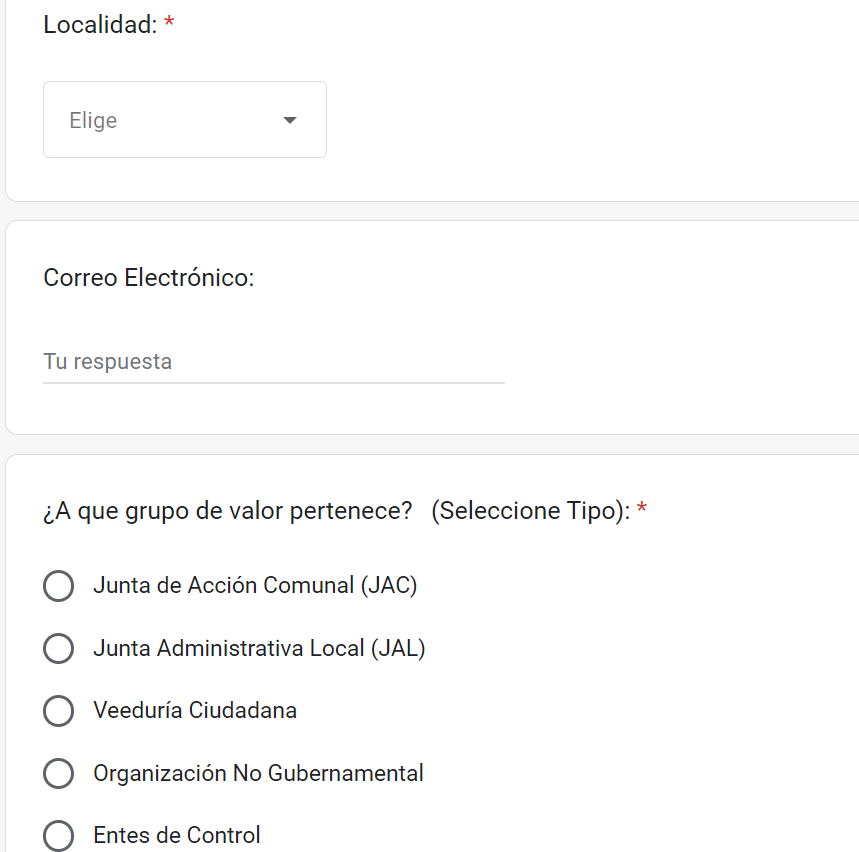 Localidad: *
Elige
Correo Electrónico:
Tu respuesta
¿A que grupo de valor pertenece? (Seleccione Tipo): *
Junta de Acción Comunal (JAC)
Junta Administrativa Local (JAL)
Veeduría Ciudadana
Organización No Gubernamental
Entes de Control